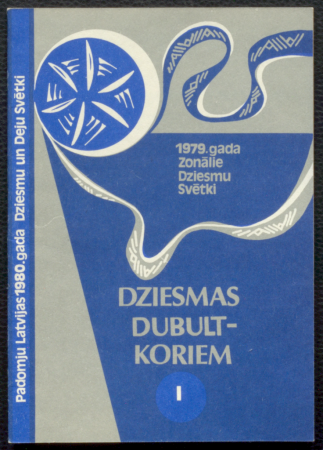 Padomju Latvijas 1980.gada Dziesmu un Deju Svētki
1979.gada
Zonālie
Dziesmu
Svētki
DZIESMAS
DUBULT-
KORIEM
I